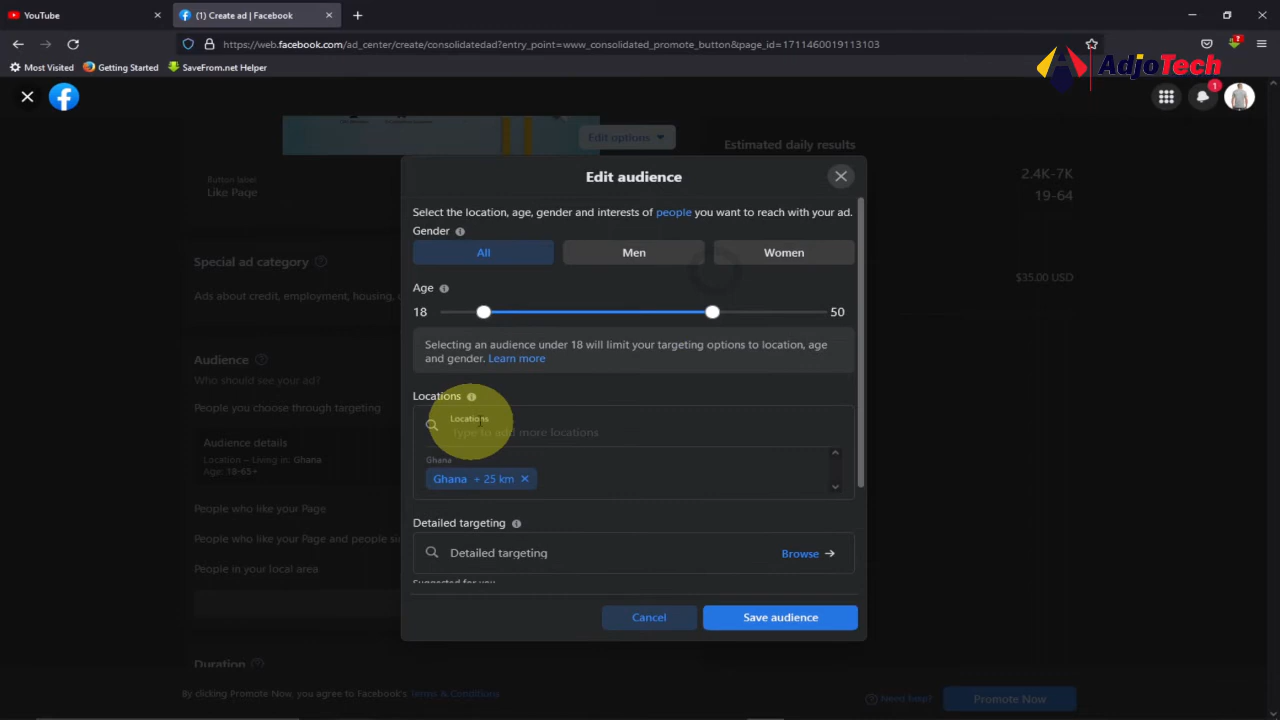 YouTube
(1) Create ad | Facebook
https://web.facebook.com/ad_center/create/consolidatedad?entry_point=www_consolidated_promote_button&page_id=1711460019113103
Most Visited
Getting Started
SaveFrom.net Helper
AdjoTech
Edit options
Estimated daily results
Button label
Like Page
2.4K-7K
19-64
Edit audience
Select the location, age, gender and interests of people you want to reach with your ad.
Gender
All
Men
Women
Special ad category
Ads about credit, employment, housing,
$35.00 USD
Age
18
50
Selecting an audience under 18 will limit your targeting options to location, age
and gender. Learn more
Audience
Who should see your ad?
People you choose through targeting
Audience details
Location – Living in: Ghana
Age: 18-65+
Locations
Locations
Type to add more locations
Ghana
Ghana + 25 km
People who like your Page
People who like your Page and people si
People in your local area
Detailed targeting
Detailed targeting
Browse
Suggested for you
Cancel
Save audience
Duration
By clicking Promote Now, you agree to Facebook's Terms & Conditions
Need help?
Promote Now